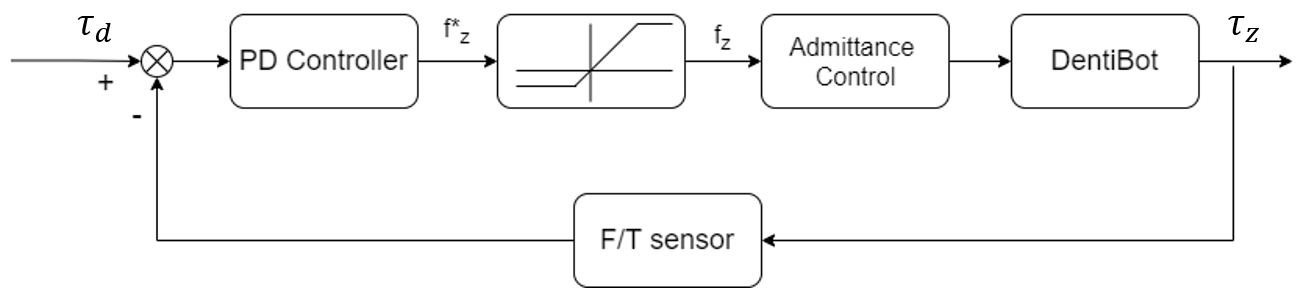 τd
+
-
PD Controller
f*z
fz
Admittance
Control
DentiBot
τz
F/T sensor